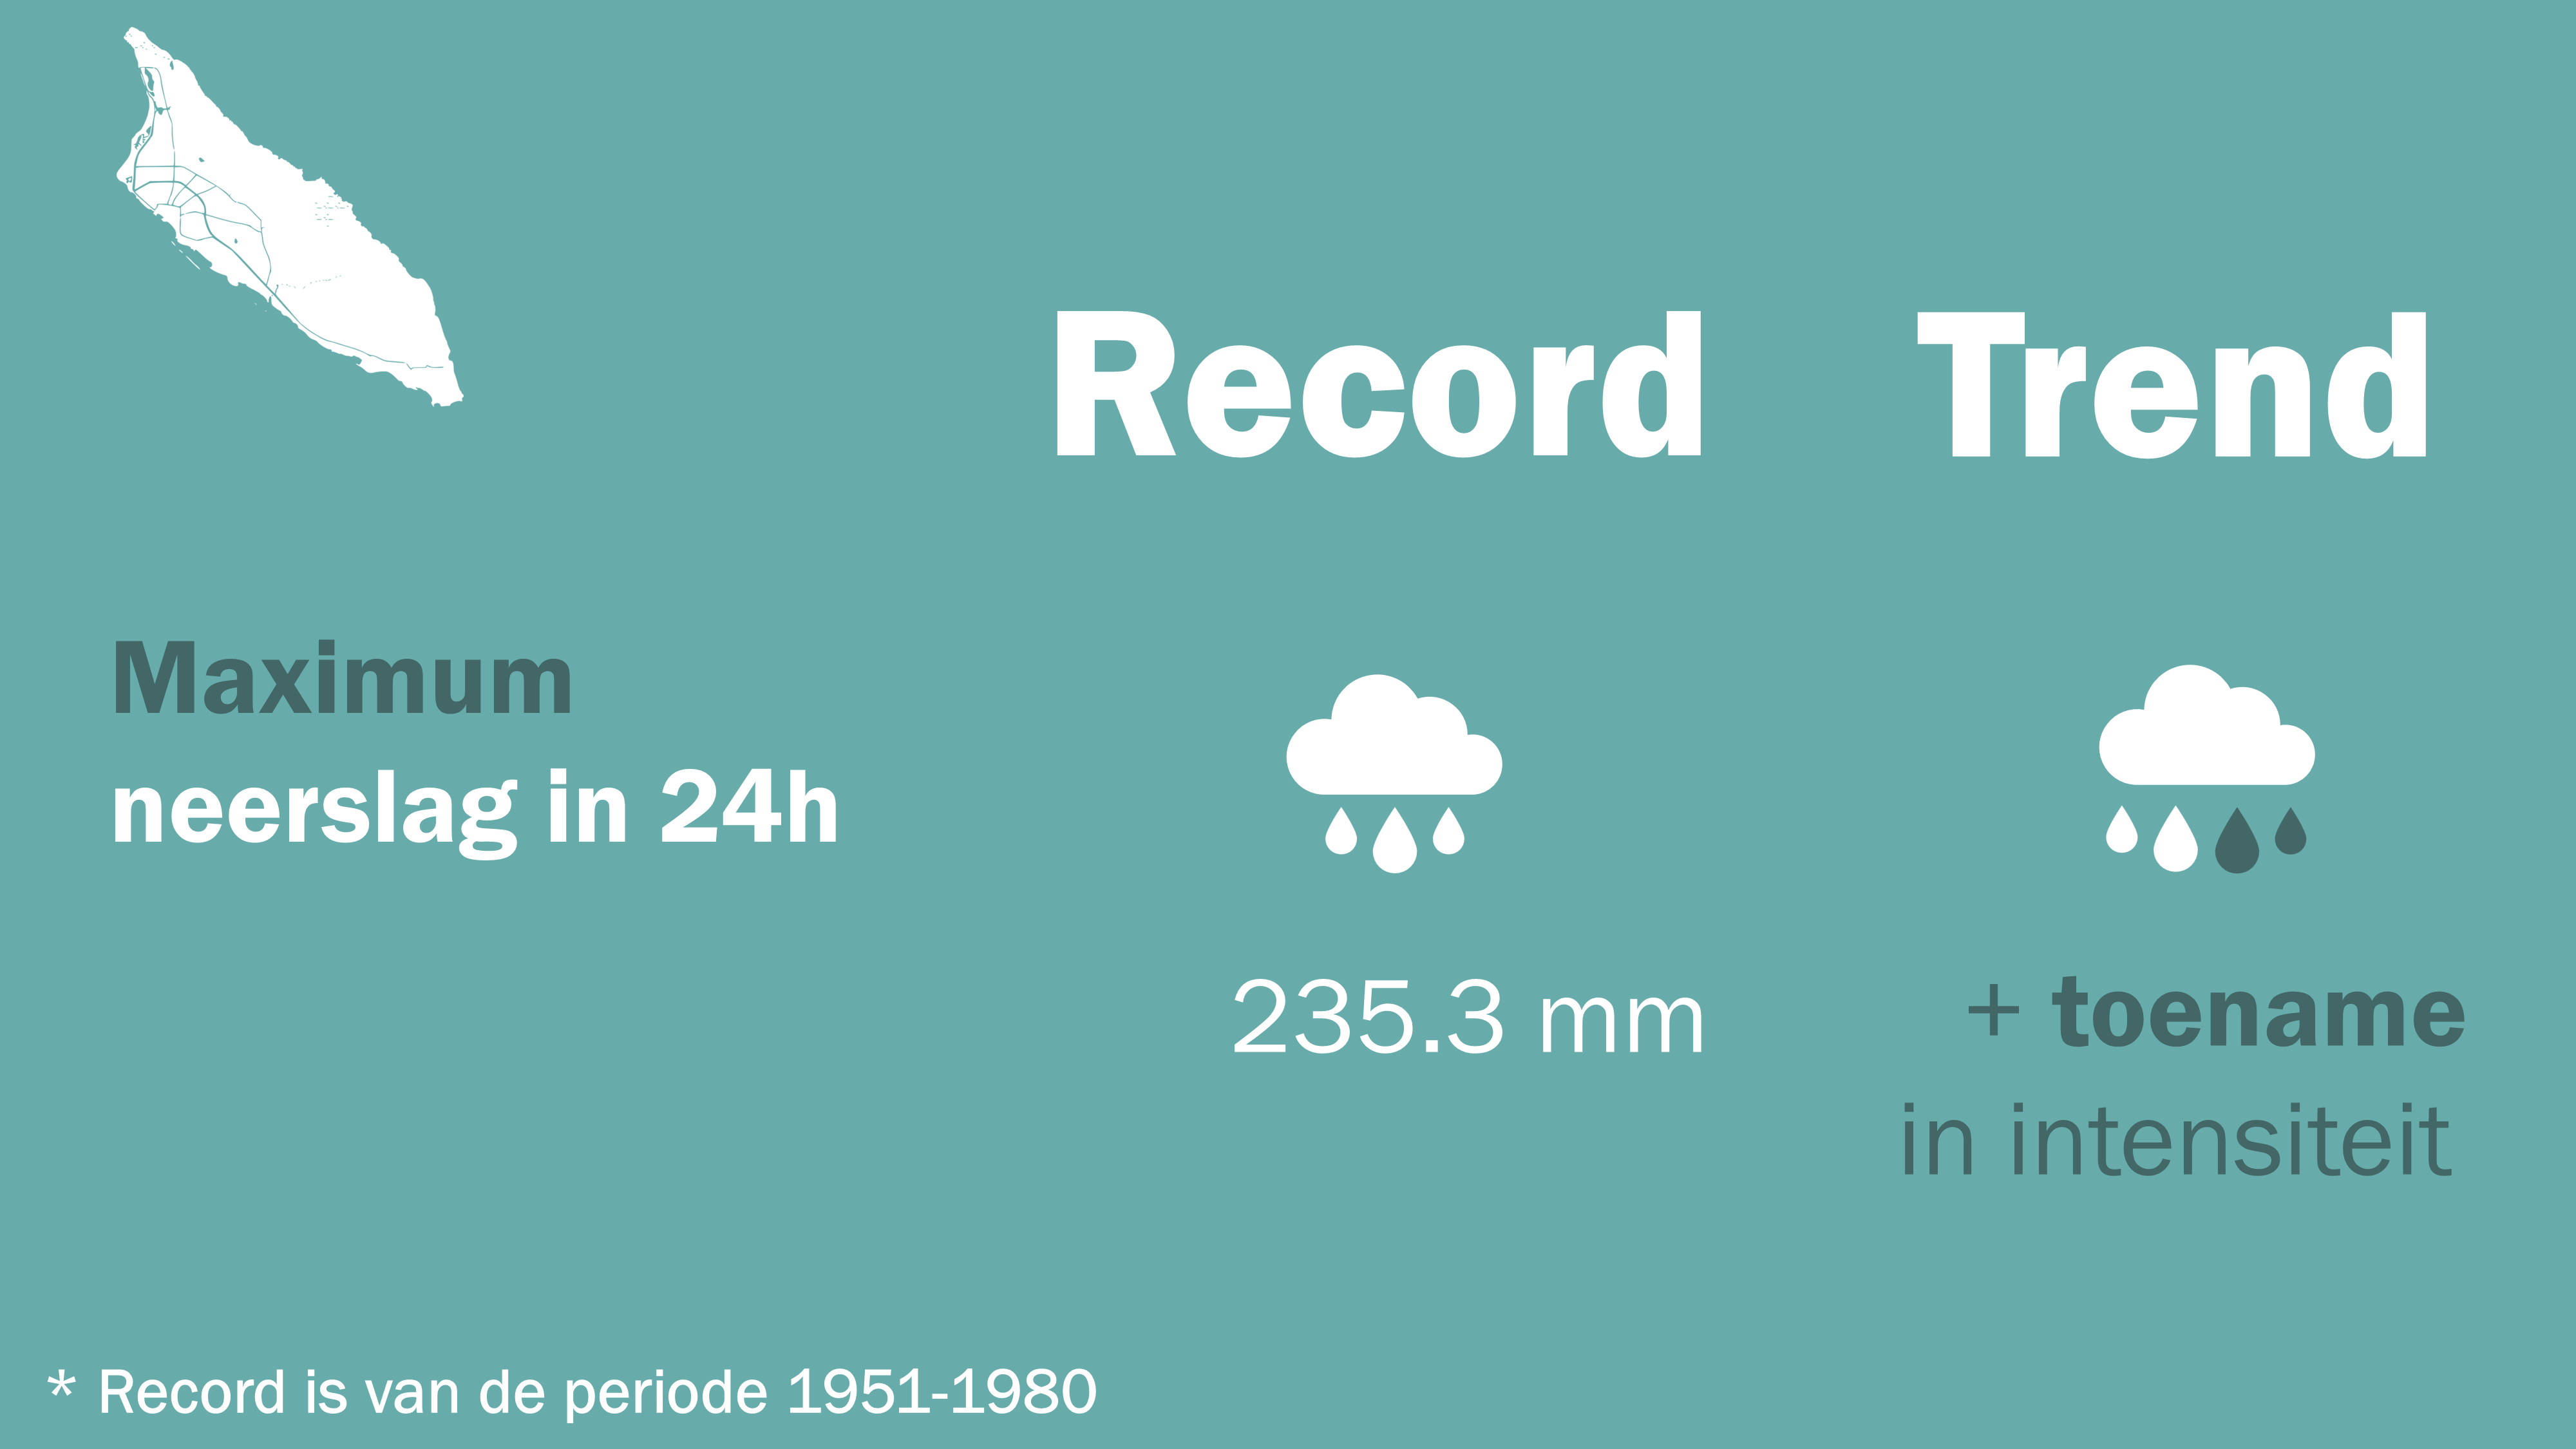 Record Trend
Maximum
neerslag in 24h
235.3 mm
+ toename
in intensiteit
* Record is van de periode 1951-1980